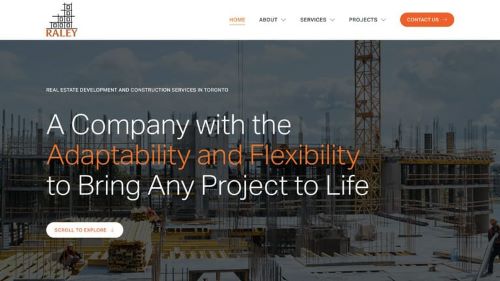 RALEY
HOME ABOUT SERVICES PROJECTS CONTACT US
REAL ESTATE DEVELOPMENT AND CONSTRUCTION SERVICES IN TORONTO
A Company with the
Adaptability and Flexibility
to Bring Any Project to Life
SCROLL TO EXPLORE